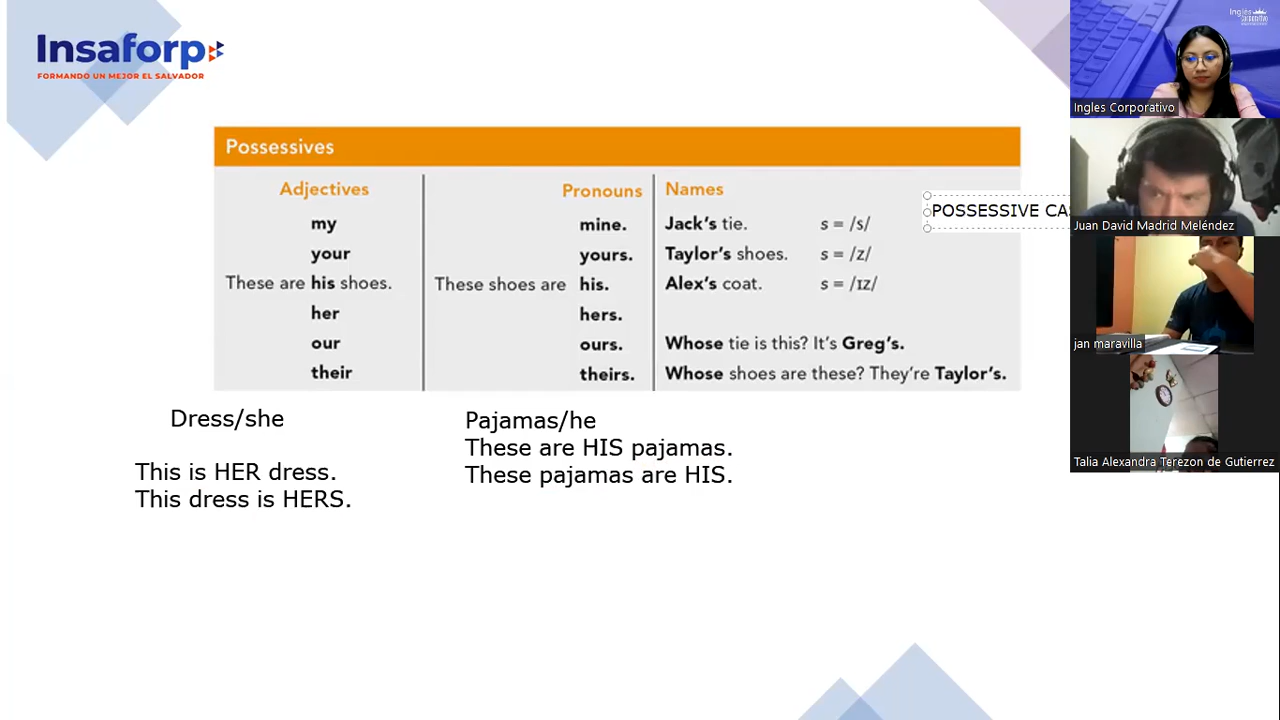 Insaforp
FORMANDO UN MEJOR EL SALVADOR
Possessives
Adjectives
my
your
These are his shoes.
her
our
their
Pronouns
mine.
yours.
These shoes are his.
hers.
ours.
theirs.
Names
Jack's tie. s = /s/
Taylor's shoes. s = /z/
Alex's coat. s = /ɪz/
Whose tie is this? It's Greg's.
Whose shoes are these? They're Taylor's.
POSSESSIVE
Dress/she
This is HER dress.
This dress is HERS.
Pajamas/he
These are HIS pajamas.
These pajamas are HIS.
Ingles Corporativo
Juan David Madrid Meléndez
jan maravilla
Talia Alexandra Terezon de Gutierrez